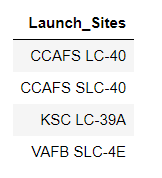 Launch_Sites
CCAFS LC-40
CCAFS SLC-40
KSC LC-39A
VAFB SLC-4E